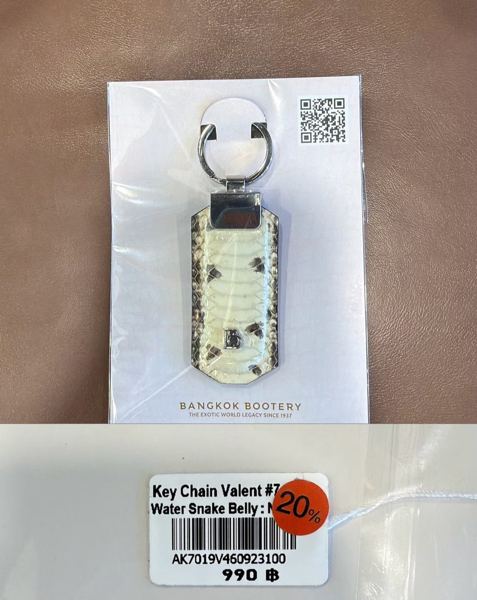 B
BANGKOK BOOTERY
THE EXOTIC WORLD LEGACY SINCE 1937
Key Chain Valent #7
20%
Water Snake Belly :
AK7019V460923100
990 ฿